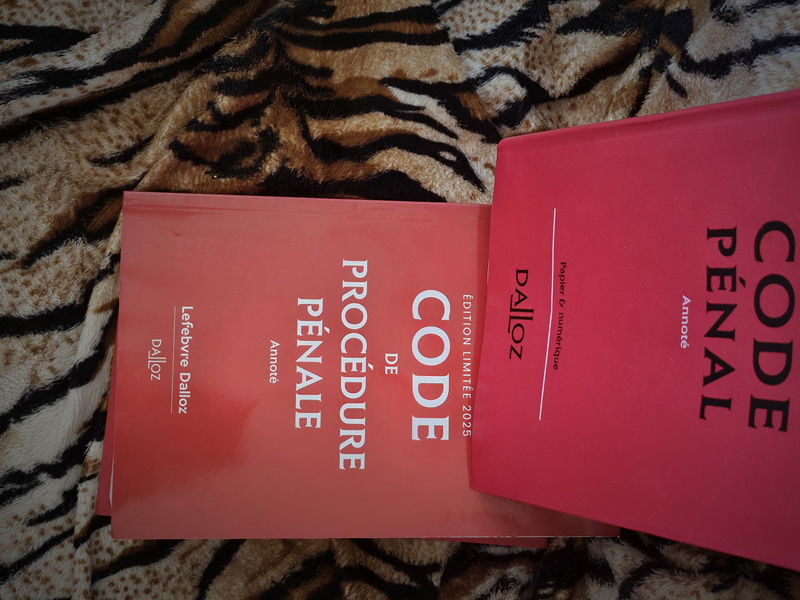 ÉDITION LIMITÉE 2025
CODE
DE
PROCÉDURE
PÉNALE
Annoté
Lefebvre Dalloz
DALLOZ
CODE
PÉNAL
Annoté
Papier & numérique
DALLOZ